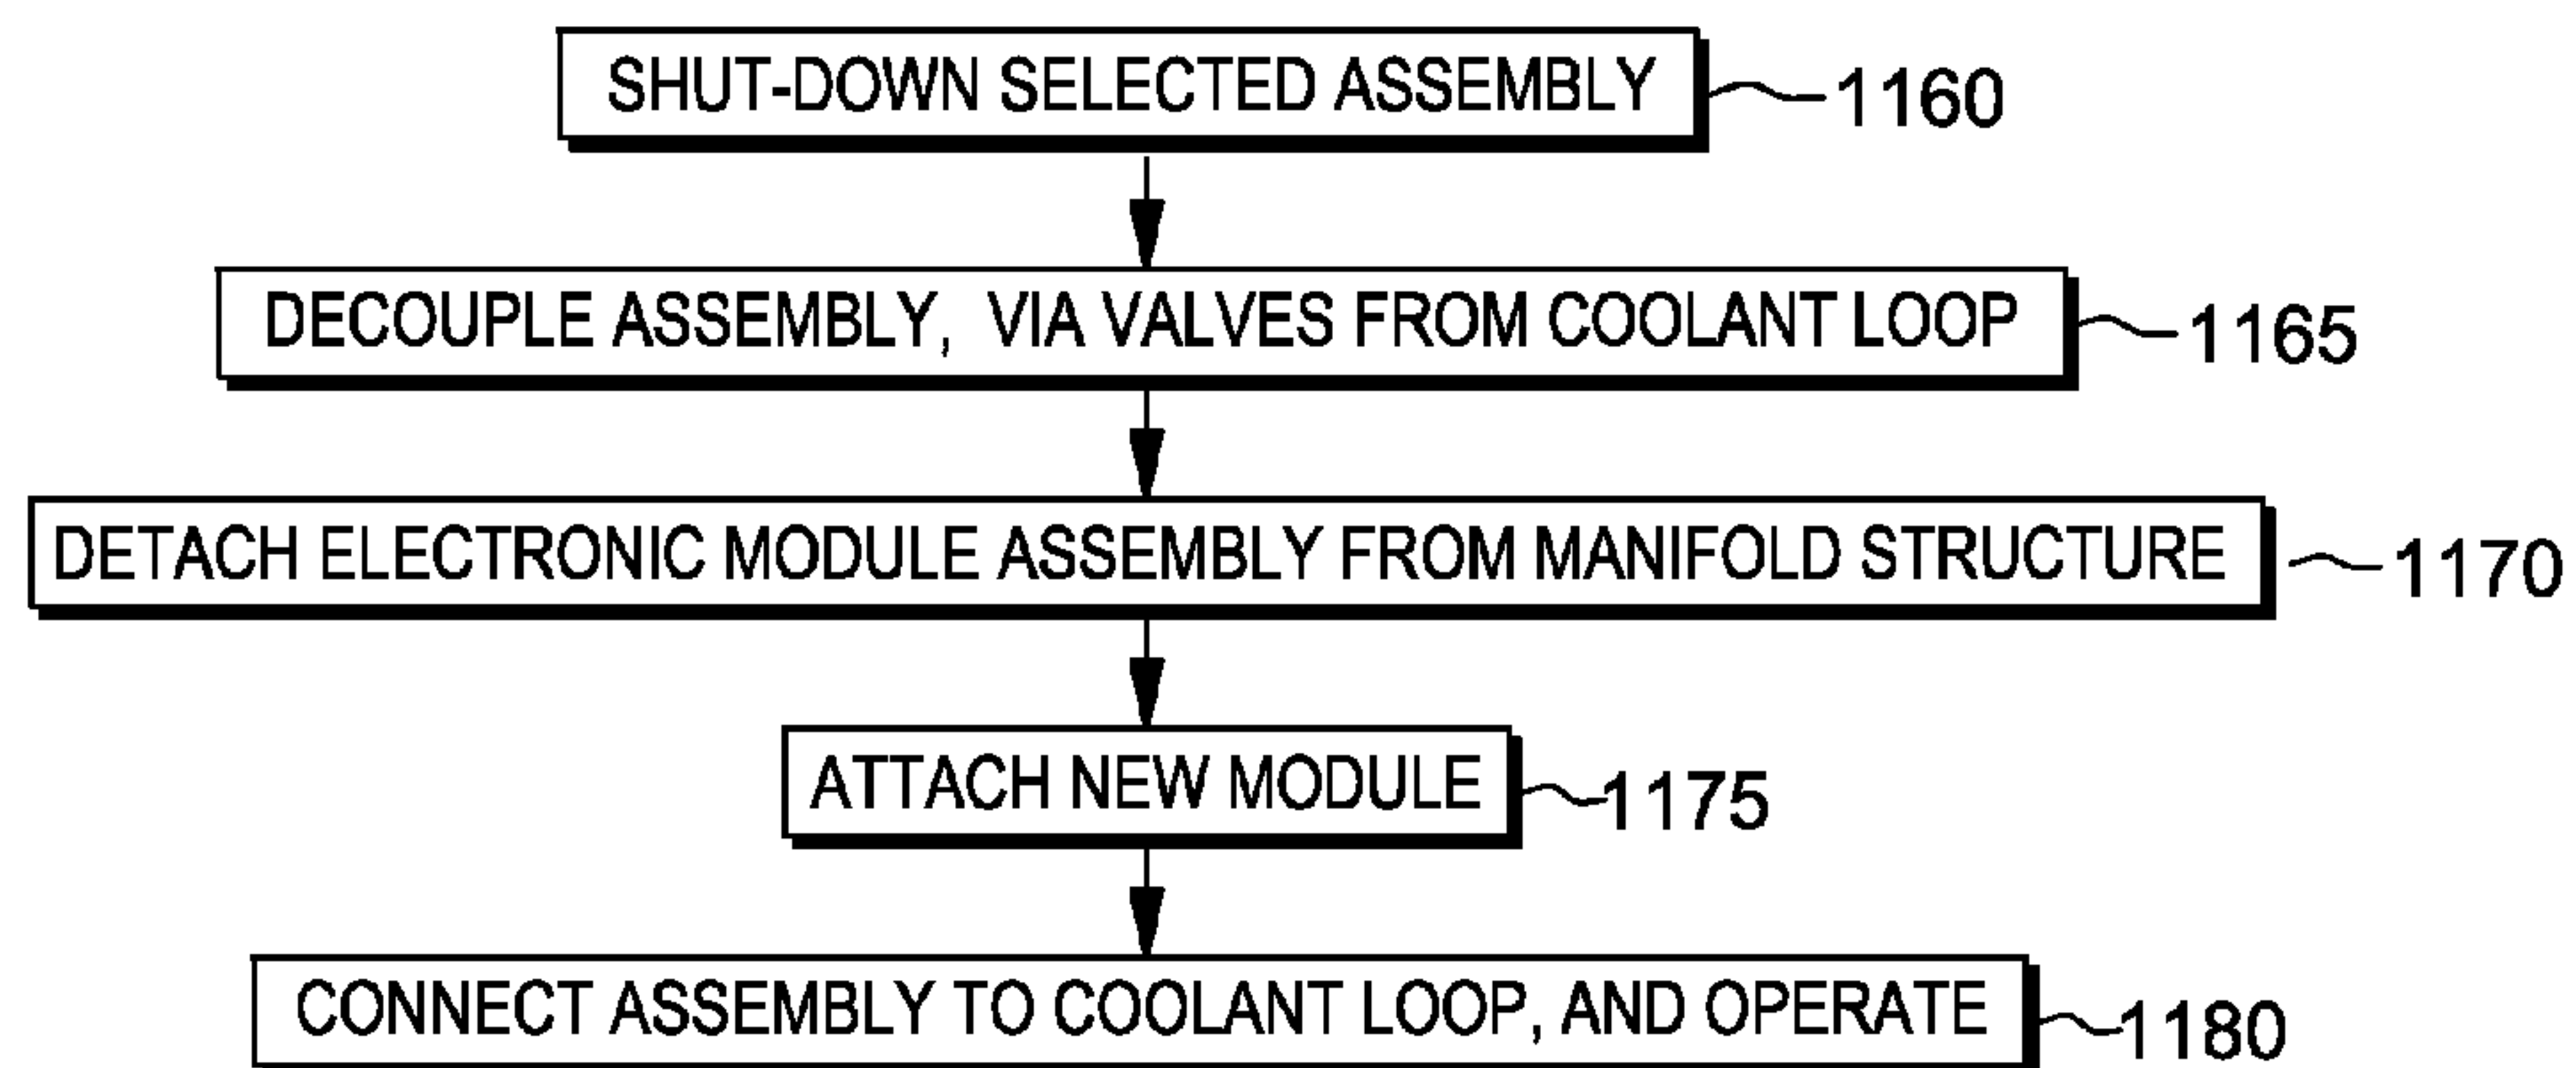 SHUT-DOWN SELECTED ASSEMBLY 1160
DECOUPLE ASSEMBLY, VIA VALVES FROM COOLANT LOOP 1165
DETACH ELECTRONIC MODULE ASSEMBLY FROM MANIFOLD STRUCTURE 1170
ATTACH NEW MODULE 1175
CONNECT ASSEMBLY TO COOLANT LOOP, AND OPERATE 1180